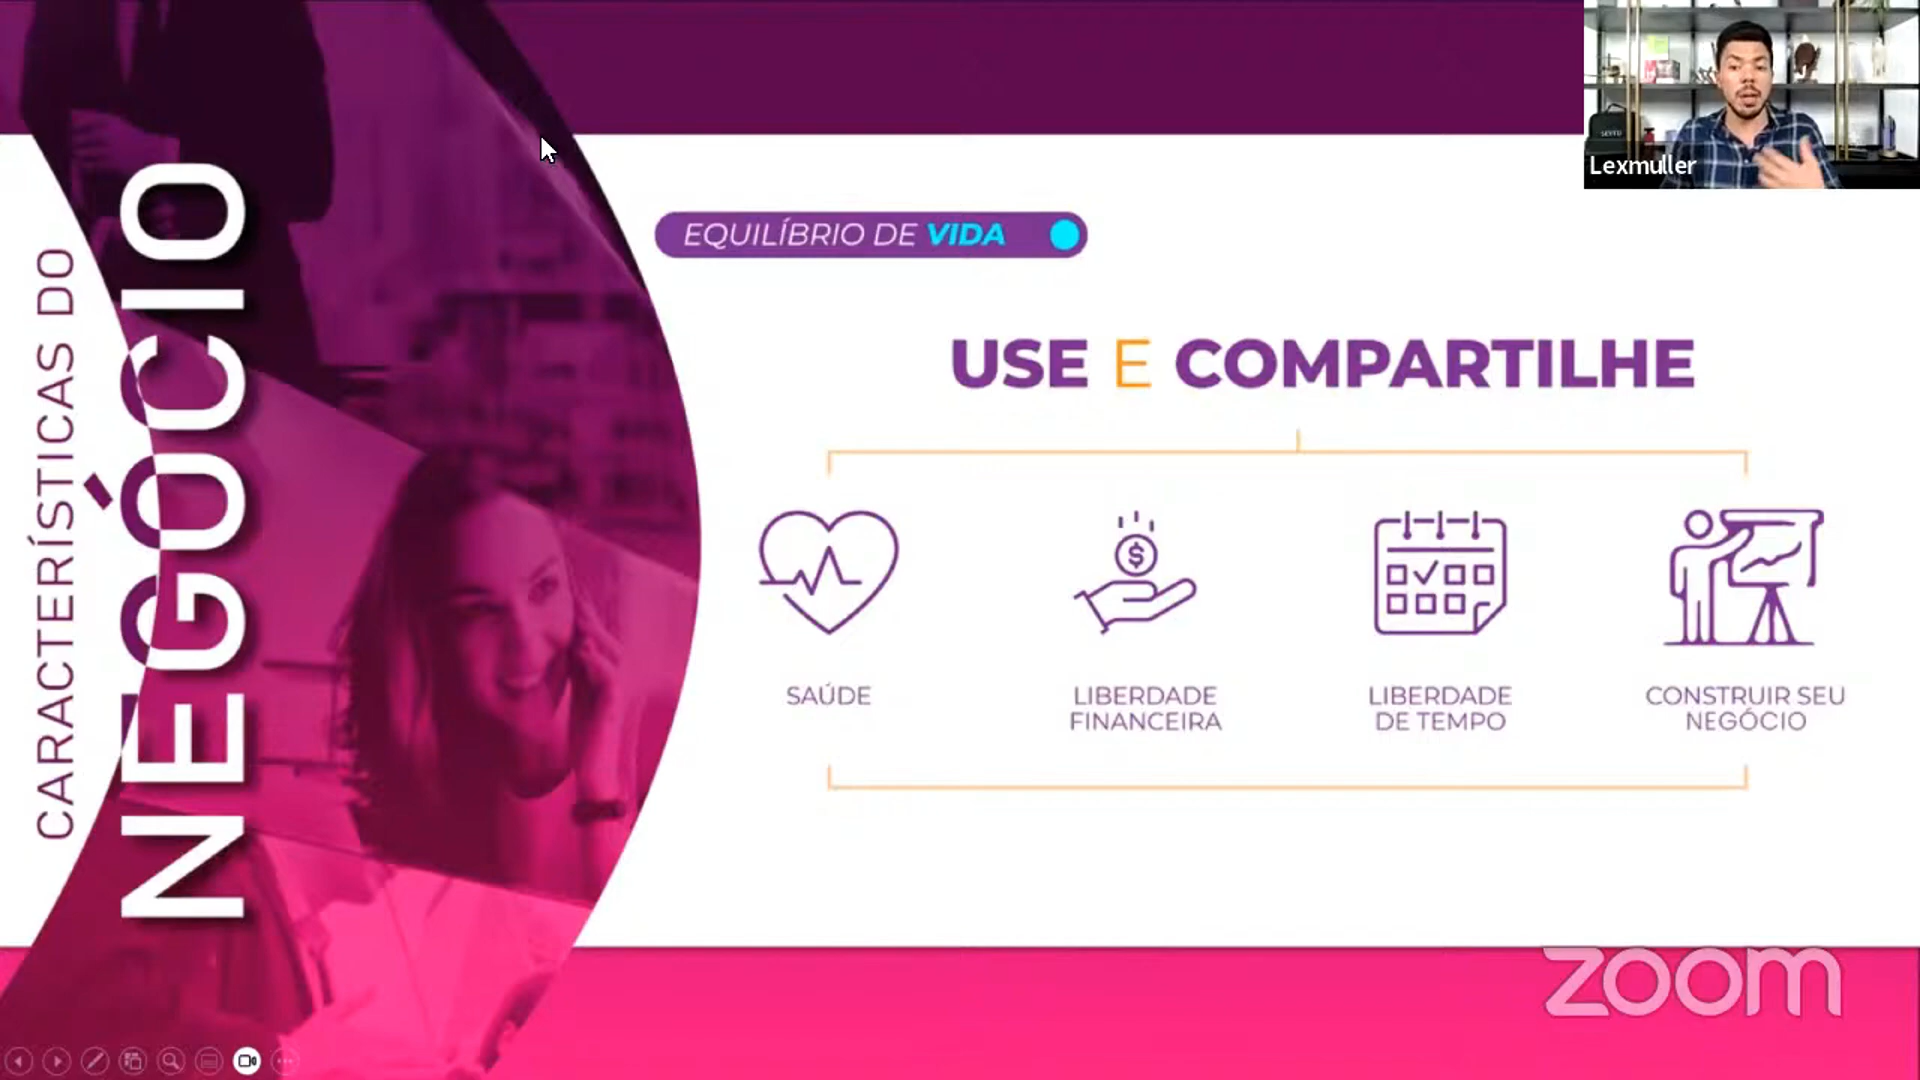 CARACTERÍSTICAS DO
NEGÓCIO
EQUILÍBRIO DE VIDA
USE E COMPARTILHE
SAÚDE
LIBERDADE
FINANCEIRA
LIBERDADE
DE TEMPO
CONSTRUIR SEU
NEGÓCIO
Lexmuller
zoom